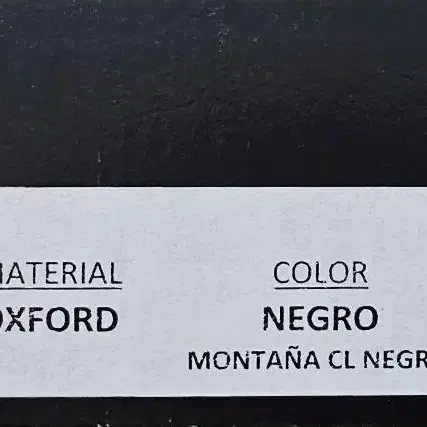 MATERIAL COLOR
OXFORD NEGRO
MONTAÑA CL NEGR